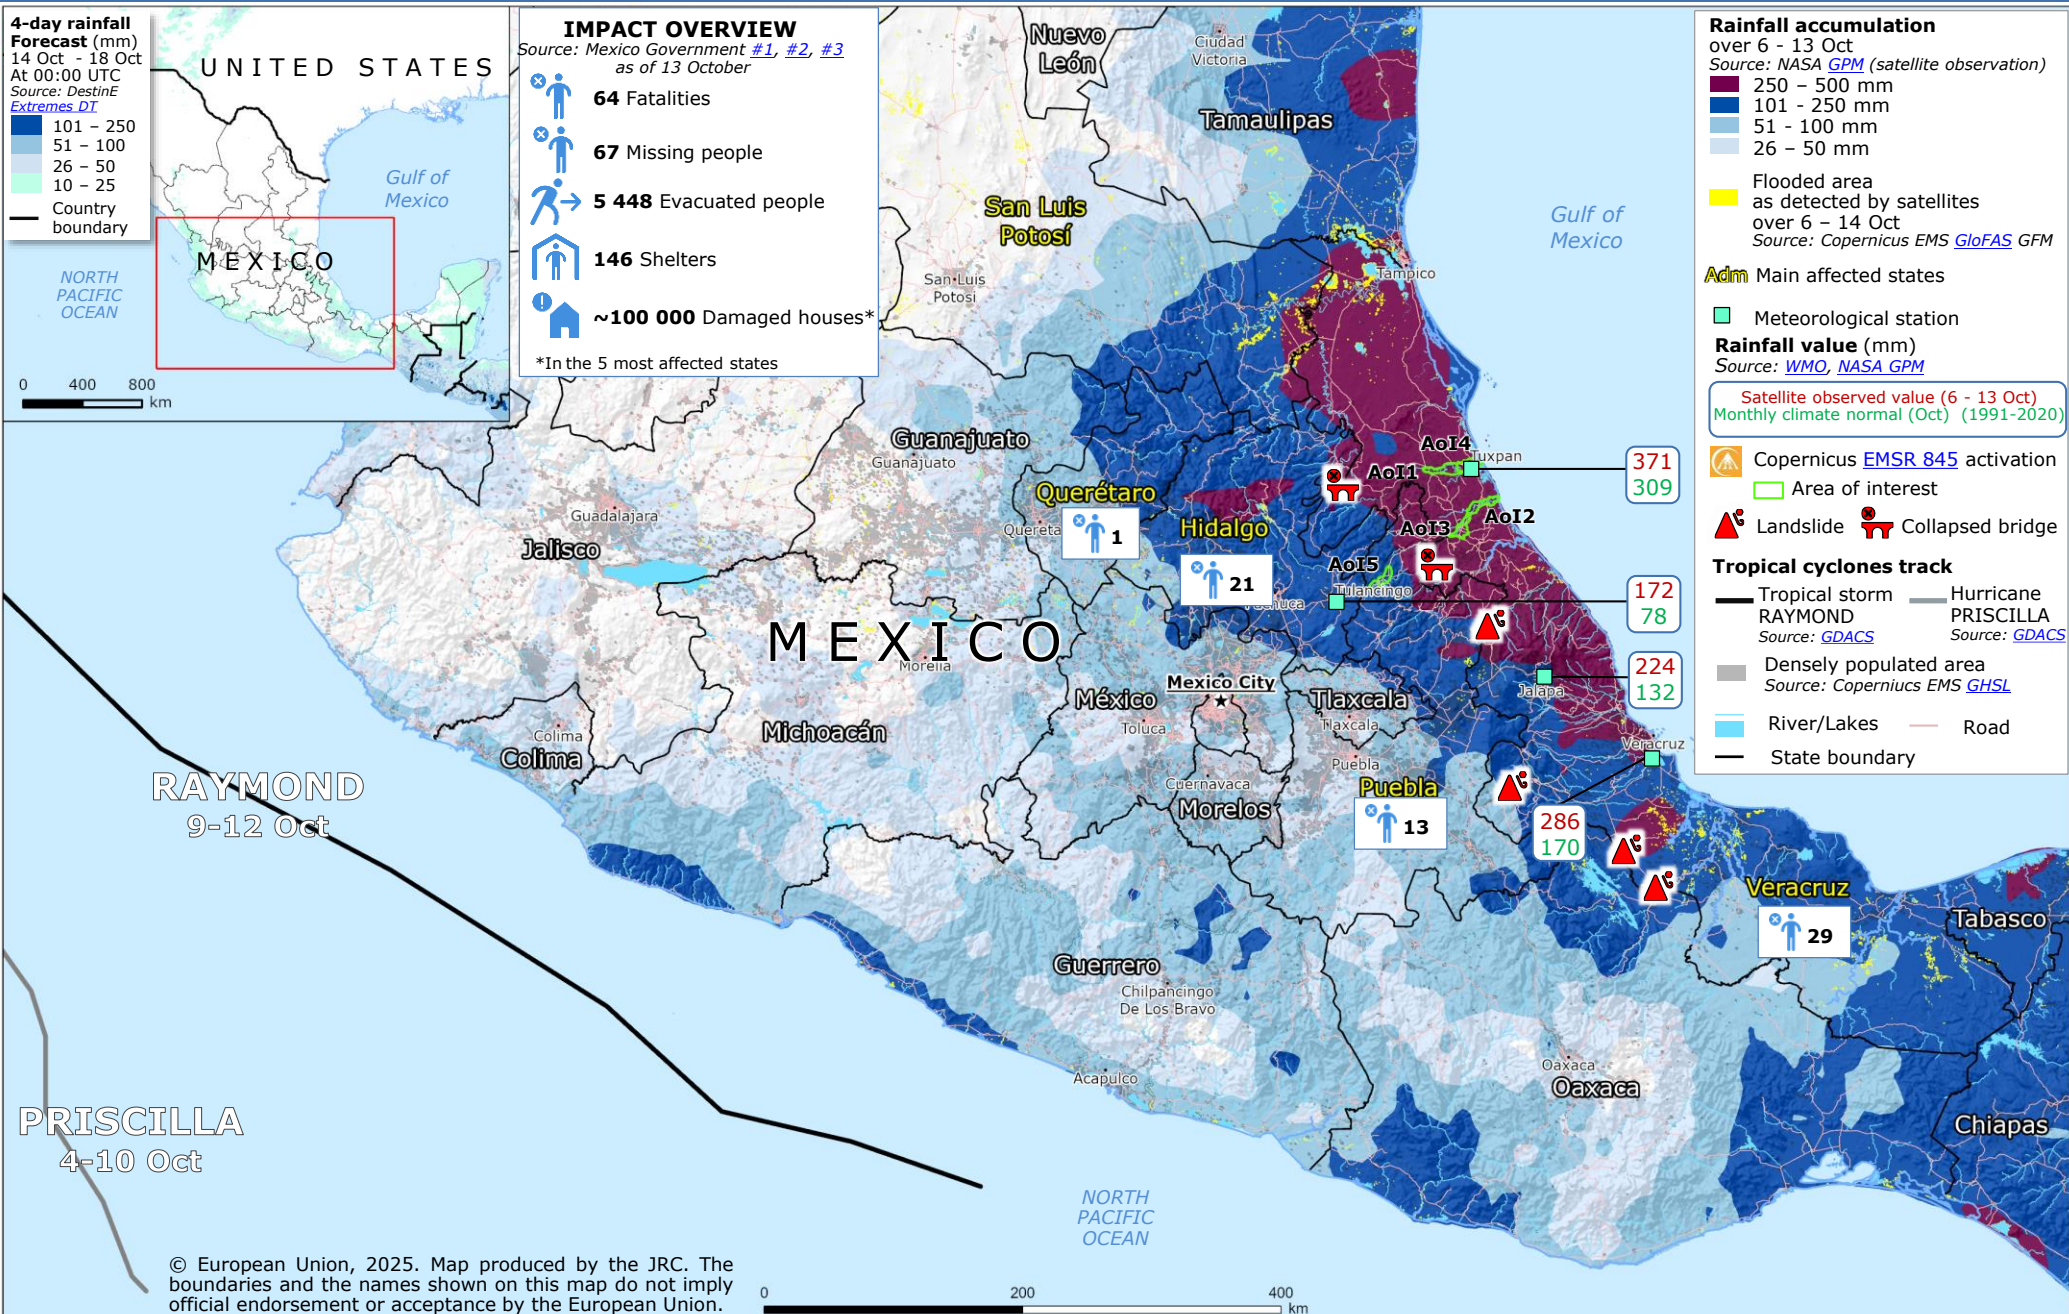 4-day rainfall
Forecast (mm)
14 Oct - 18 Oct
At 00:00 UTC
Source: DestinE
Extremes DT
101 – 250
51 – 100
26 – 50
10 – 25
Country
boundary
UNITED STATES
Gulf of
Mexico
MEXICO
NORTH
PACIFIC
OCEAN
0 400 800
km
IMPACT OVERVIEW
Source: Mexico Government #1, #2, #3
as of 13 October
64 Fatalities
67 Missing people
5 448 Evacuated people
146 Shelters
~100 000 Damaged houses*
*In the 5 most affected states
Rainfall accumulation
over 6 - 13 Oct
Source: NASA GPM (satellite observation)
250 – 500 mm
101 - 250 mm
51 - 100 mm
26 – 50 mm
Flooded area
as detected by satellites
over 6 – 14 Oct
Source: Copernicus EMS GloFAS GFM
Adm Main affected states
Meteorological station
Rainfall value (mm)
Source: WMO, NASA GPM
Satellite observed value (6 - 13 Oct)
Monthly climate normal (Oct) (1991-2020)
Copernicus EMSR 845 activation
Area of interest
Landslide
Collapsed bridge
Tropical cyclones track
Tropical storm
RAYMOND
Source: GDACS
Hurricane
PRISCILLA
Source: GDACS
Densely populated area
Source: Coperniucs EMS GHSL
River/Lakes
Road
State boundary
Nuevo
León
Ciudad
Victoria
Tamaulipas
San Luis
Potosí
San Luis
Potosi
Gulf of
Mexico
Tampico
Guanajuato
Guanajuato
AoI4
Tuxpan
AoI1
371
309
Querétaro
Quereta
1
Guadalajara
Jalisco
Hidalgo
21
AoI2
AoI3
AoI5
Tulancingo
Pachuca
172
78
MEXICO
Morelia
Mexico City
México
Toluca
Tlaxcala
Tlaxcala
Jalapa
224
132
Michoacán
Colima
Colima
Veracruz
Puebla
Cuernavaca
Morelos
Puebla
13
286
170
RAYMOND
9-12 Oct
Veracruz
29
Tabasco
Guerrero
Chilpancingo
De Los Bravo
Acapulco
Oaxaca
Oaxaca
Chiapas
PRISCILLA
4-10 Oct
NORTH
PACIFIC
OCEAN
© European Union, 2025. Map produced by the JRC. The
boundaries and the names shown on this map do not imply
official endorsement or acceptance by the European Union.
0 200 400
km